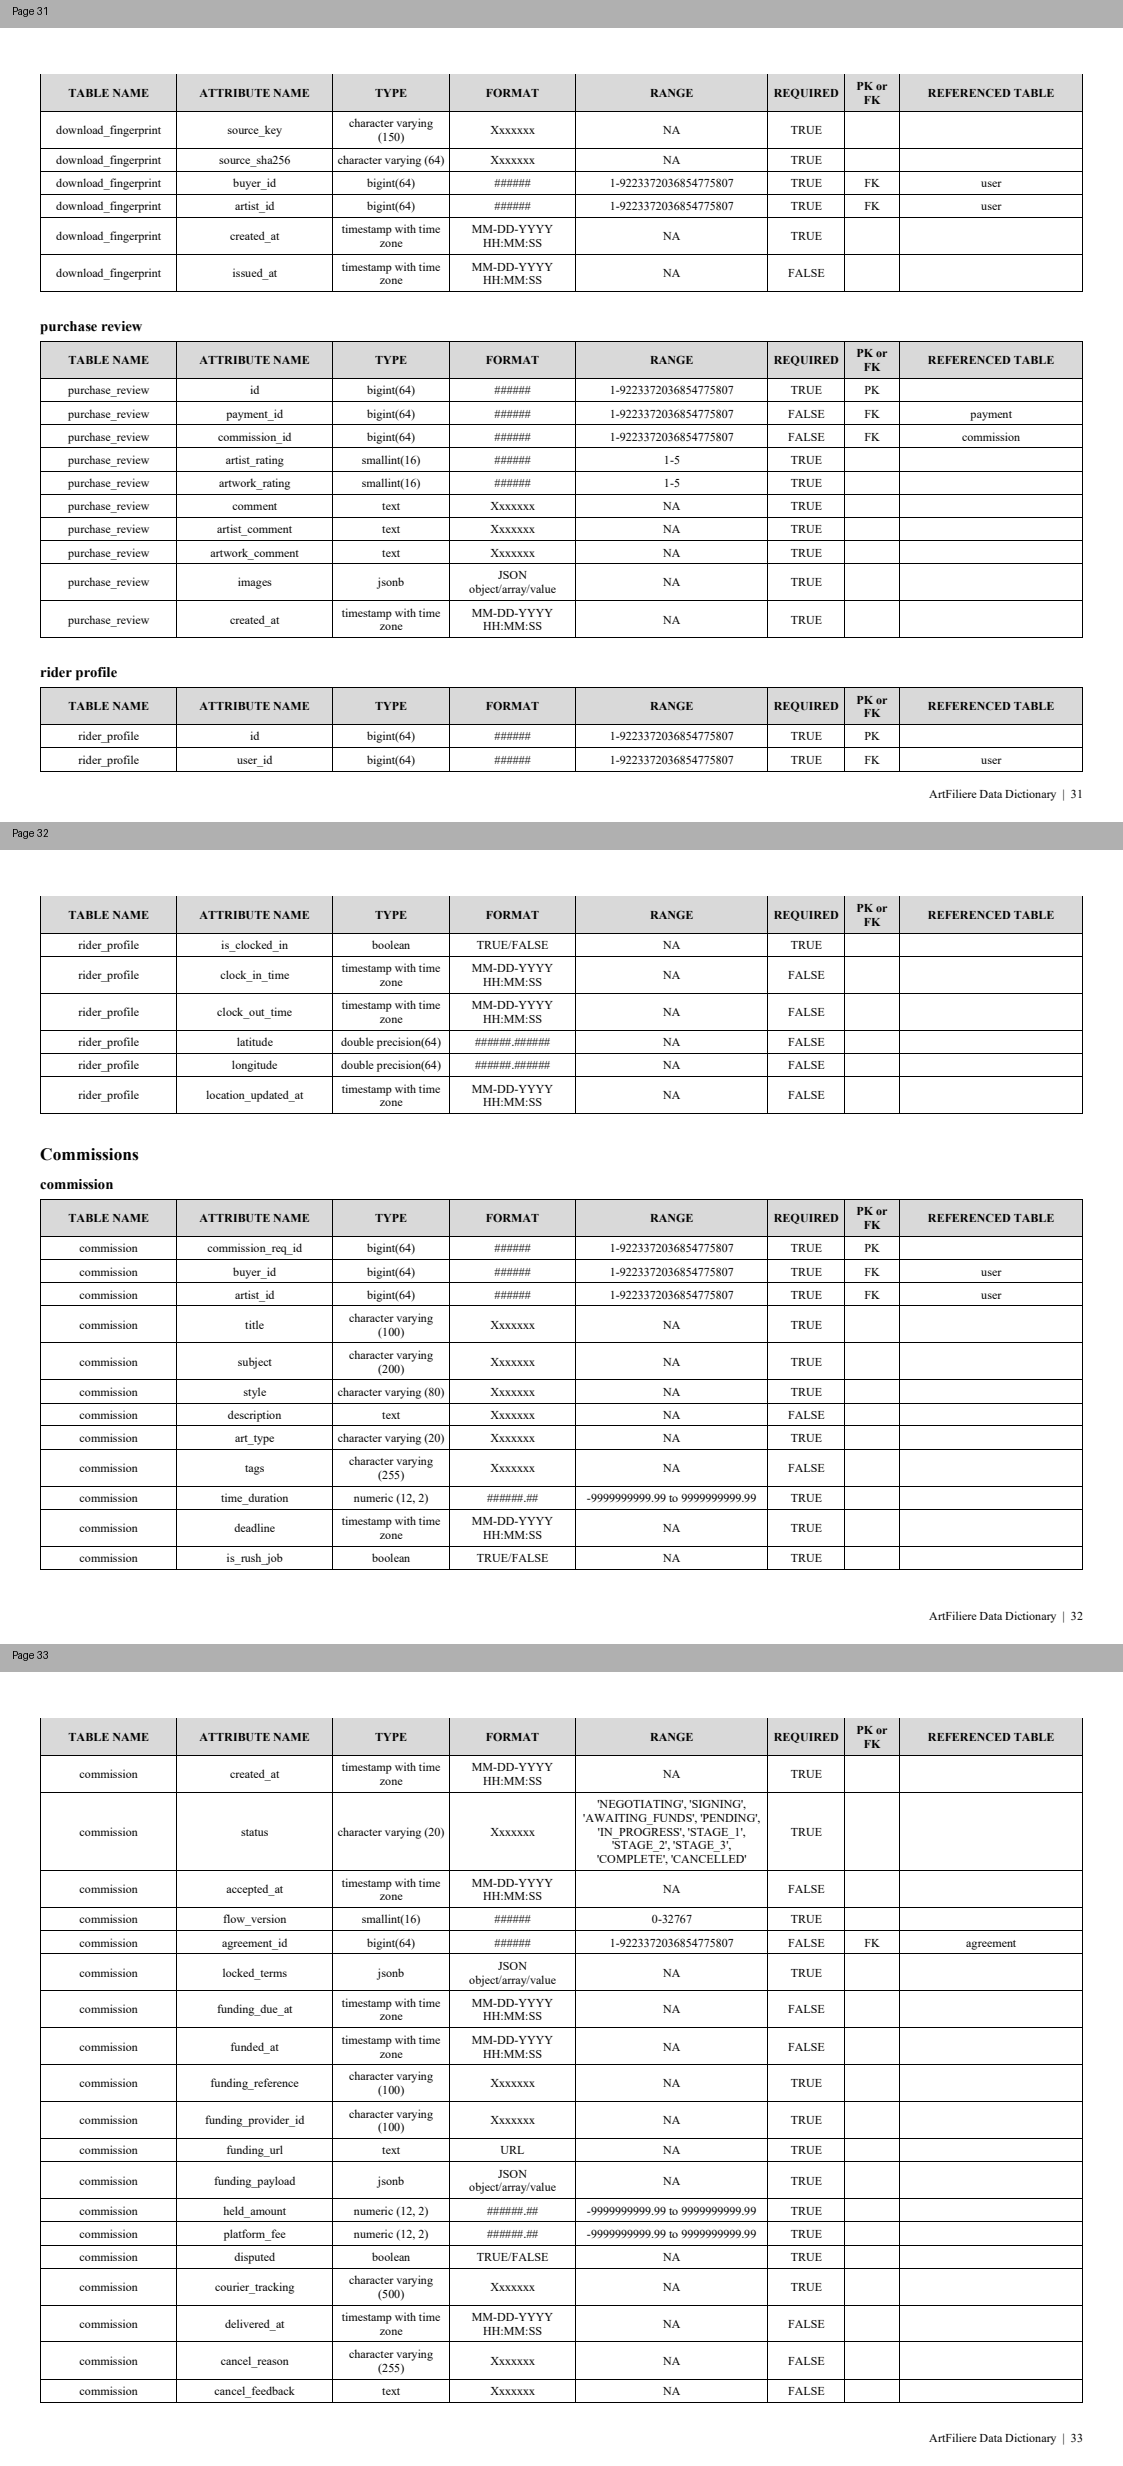 Page 31
TABLE NAME ATTRIBUTE NAME TYPE FORMAT RANGE REQUIRED PK or FK REFERENCED TABLE
download_fingerprint source_key character varying (150) Xxxxxxx NA TRUE
download_fingerprint source_sha256 character varying (64) Xxxxxxx NA TRUE
download_fingerprint buyer_id bigint(64) ###### 1-9223372036854775807 TRUE FK user
download_fingerprint artist_id bigint(64) ###### 1-9223372036854775807 TRUE FK user
download_fingerprint created_at timestamp with time zone MM-DD-YYYY HH:MM:SS NA TRUE
download_fingerprint issued_at timestamp with time zone MM-DD-YYYY HH:MM:SS NA FALSE
purchase review
TABLE NAME ATTRIBUTE NAME TYPE FORMAT RANGE REQUIRED PK or FK REFERENCED TABLE
purchase_review id bigint(64) ###### 1-9223372036854775807 TRUE PK
purchase_review payment_id bigint(64) ###### 1-9223372036854775807 FALSE FK payment
purchase_review commission_id bigint(64) ###### 1-9223372036854775807 FALSE FK commission
purchase_review artist_rating smallint(16) ###### 1-5 TRUE
purchase_review artwork_rating smallint(16) ###### 1-5 TRUE
purchase_review comment text Xxxxxxx NA TRUE
purchase_review artist_comment text Xxxxxxx NA TRUE
purchase_review artwork_comment text Xxxxxxx NA TRUE
purchase_review images jsonb JSON object/array/value NA TRUE
purchase_review created_at timestamp with time zone MM-DD-YYYY HH:MM:SS NA TRUE
rider profile
TABLE NAME ATTRIBUTE NAME TYPE FORMAT RANGE REQUIRED PK or FK REFERENCED TABLE
rider_profile id bigint(64) ###### 1-9223372036854775807 TRUE PK
rider_profile user_id bigint(64) ###### 1-9223372036854775807 TRUE FK user
ArtFiliere Data Dictionary | 31
Page 32
TABLE NAME ATTRIBUTE NAME TYPE FORMAT RANGE REQUIRED PK or FK REFERENCED TABLE
rider_profile is_clocked_in boolean TRUE/FALSE NA TRUE
rider_profile clock_in_time timestamp with time zone MM-DD-YYYY HH:MM:SS NA FALSE
rider_profile clock_out_time timestamp with time zone MM-DD-YYYY HH:MM:SS NA FALSE
rider_profile latitude double precision(64) ######.###### NA FALSE
rider_profile longitude double precision(64) ######.###### NA FALSE
rider_profile location_updated_at timestamp with time zone MM-DD-YYYY HH:MM:SS NA FALSE
Commissions
commission
TABLE NAME ATTRIBUTE NAME TYPE FORMAT RANGE REQUIRED PK or FK REFERENCED TABLE
commission commission_req_id bigint(64) ###### 1-9223372036854775807 TRUE PK
commission buyer_id bigint(64) ###### 1-9223372036854775807 TRUE FK user
commission artist_id bigint(64) ###### 1-9223372036854775807 TRUE FK user
commission title character varying (100) Xxxxxxx NA TRUE
commission subject character varying (200) Xxxxxxx NA TRUE
commission style character varying (80) Xxxxxxx NA TRUE
commission description text Xxxxxxx NA FALSE
commission art_type character varying (20) Xxxxxxx NA TRUE
commission tags character varying (255) Xxxxxxx NA FALSE
commission time_duration numeric (12, 2) ######.## -9999999999.99 to 9999999999.99 TRUE
commission deadline timestamp with time zone MM-DD-YYYY HH:MM:SS NA TRUE
commission is_rush_job boolean TRUE/FALSE NA TRUE
ArtFiliere Data Dictionary | 32
Page 33
TABLE NAME ATTRIBUTE NAME TYPE FORMAT RANGE REQUIRED PK or FK REFERENCED TABLE
commission created_at timestamp with time zone MM-DD-YYYY HH:MM:SS NA TRUE
commission status character varying (20) Xxxxxxx 'NEGOTIATING', 'SIGNING', 'AWAITING_FUNDS', 'PENDING', 'IN_PROGRESS', 'STAGE_1', 'STAGE_2', 'STAGE_3', 'COMPLETE', 'CANCELLED' TRUE
commission accepted_at timestamp with time zone MM-DD-YYYY HH:MM:SS NA FALSE
commission flow_version smallint(16) ###### 0-32767 TRUE
commission agreement_id bigint(64) ###### 1-9223372036854775807 FALSE FK agreement
commission locked_terms jsonb JSON object/array/value NA TRUE
commission funding_due_at timestamp with time zone MM-DD-YYYY HH:MM:SS NA FALSE
commission funded_at timestamp with time zone MM-DD-YYYY HH:MM:SS NA FALSE
commission funding_reference character varying (100) Xxxxxxx NA TRUE
commission funding_provider_id character varying (100) Xxxxxxx NA TRUE
commission funding_url text URL NA TRUE
commission funding_payload jsonb JSON object/array/value NA TRUE
commission held_amount numeric (12, 2) ######.## -9999999999.99 to 9999999999.99 TRUE
commission platform_fee numeric (12, 2) ######.## -9999999999.99 to 9999999999.99 TRUE
commission disputed boolean TRUE/FALSE NA TRUE
commission courier_tracking character varying (500) Xxxxxxx NA TRUE
commission delivered_at timestamp with time zone MM-DD-YYYY HH:MM:SS NA FALSE
commission cancel_reason character varying (255) Xxxxxxx NA FALSE
commission cancel_feedback text Xxxxxxx NA FALSE
ArtFiliere Data Dictionary | 33